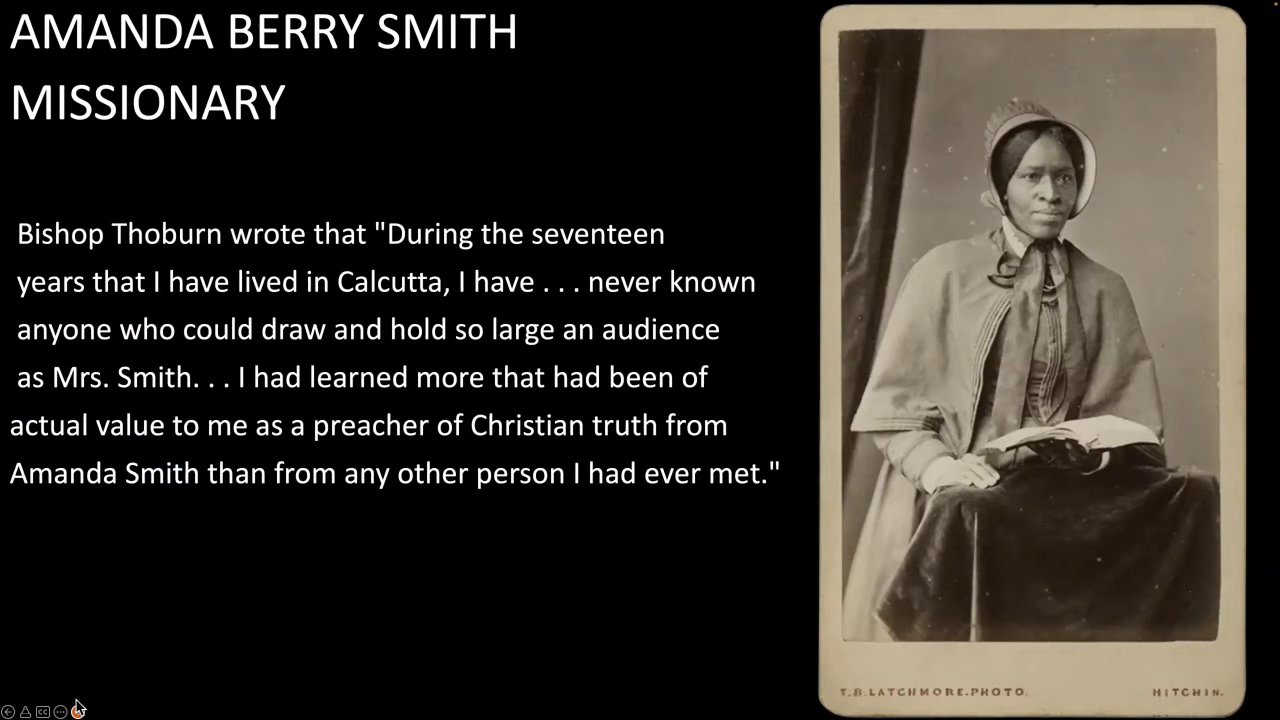 AMANDA BERRY SMITH
MISSIONARY
Bishop Thoburn wrote that "During the seventeen
years that I have lived in Calcutta, I have . . . never known
anyone who could draw and hold so large an audience
as Mrs. Smith. . . I had learned more that had been of
actual value to me as a preacher of Christian truth from
Amanda Smith than from any other person I had ever met."
T.B.LATCHMORE.PHOTO. HITCHIN.